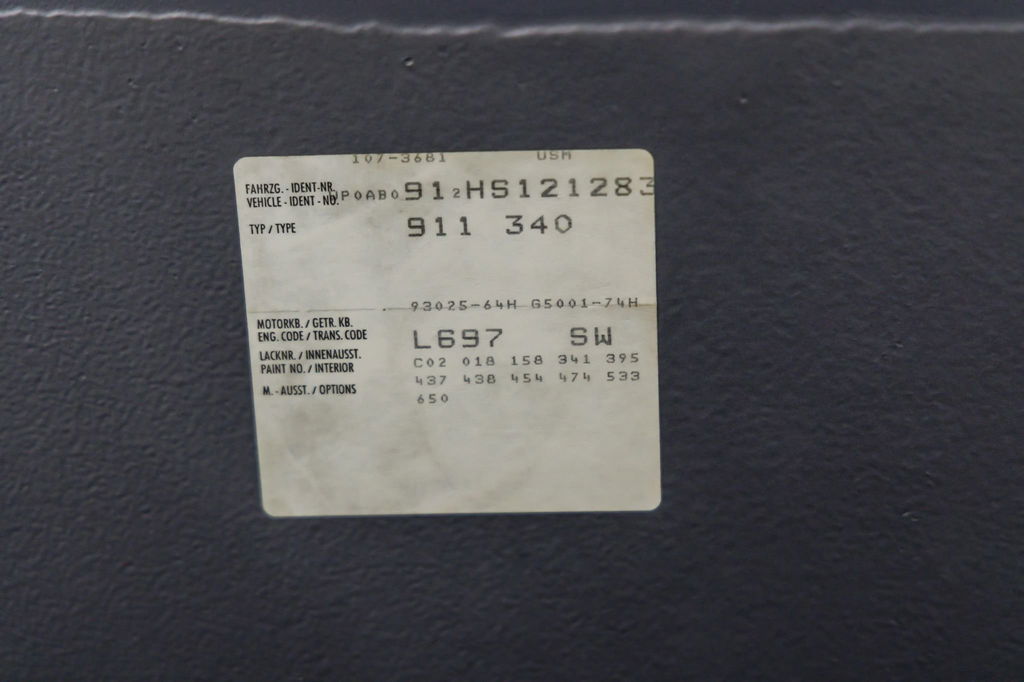 107-3681 USA
FAHRZG. - IDENT-NR.
VEHICLE - IDENT - NO. WP0AB0912HS121283
TYP / TYPE 911 340
93025-64H G5001-74H
MOTORKB. / GETR. KB.
ENG. CODE / TRANS. CODE
L697 SW
LACKNR. / INNENAUSST.
PAINT NO. / INTERIOR
C02 018 158 341 395
437 438 454 474 533
M. - AUSST. / OPTIONS
650